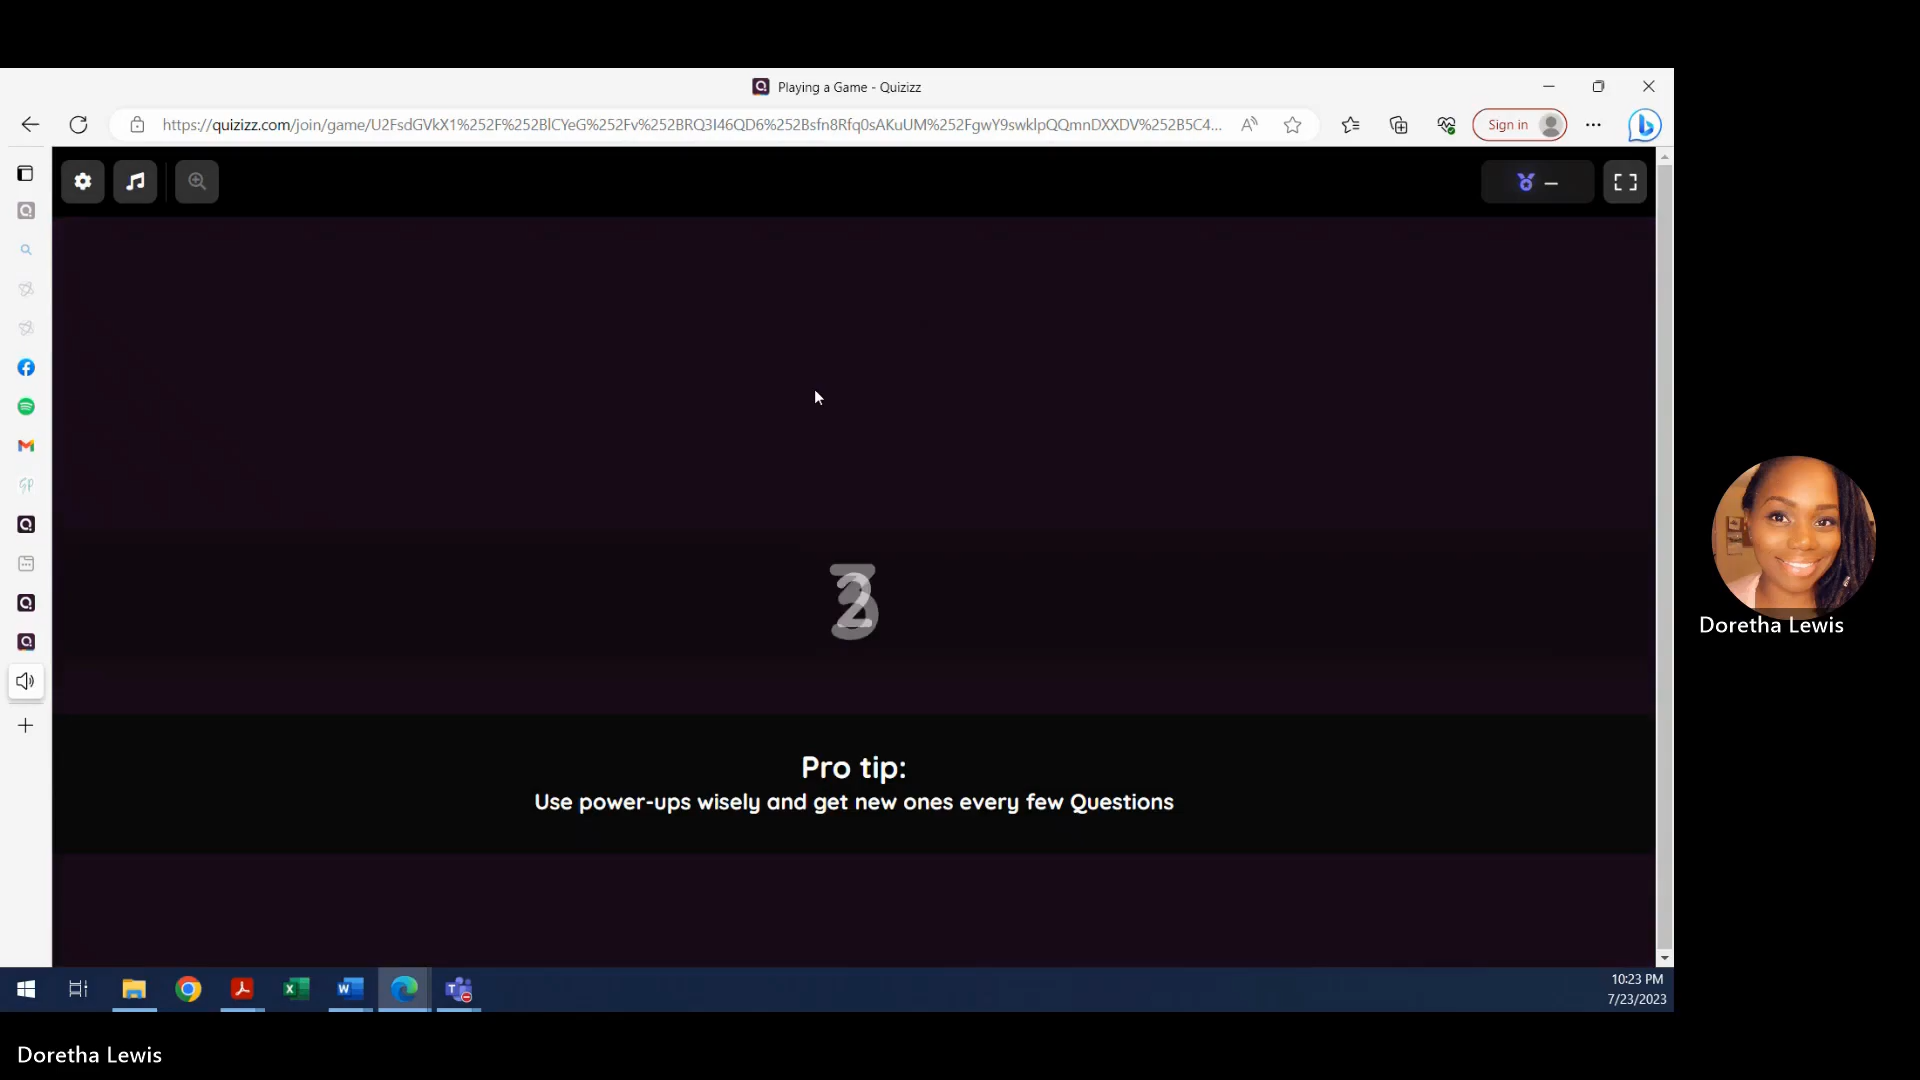 Playing a Game - Quizizz
https://quizizz.com/join/game/U2FsdGVkX1%252F%252BlCYeG%252Fv%252BRQ3I46QD6%252Bsfn8Rfq0sAKuUM%252FgwY9swklpQQmnDXXDV%252B5C4...
Sign in
Pro tip:
Use power-ups wisely and get new ones every few Questions
Doretha Lewis
10:23 PM
7/23/2023
Doretha Lewis